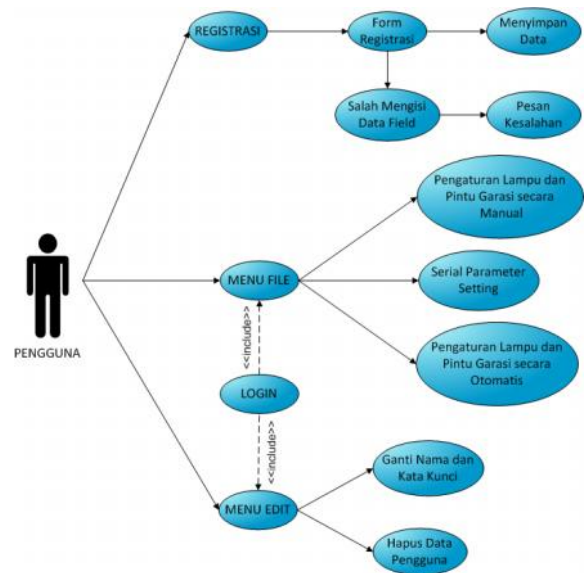 REGISTRASI
Form
Registrasi
Menyimpan
Data
Salah Mengisi
Data Field
Pesan
Kesalahan
Pengaturan Lampu dan
Pintu Garasi secara
Manual
PENGGUNA
MENU FILE
Serial Parameter
Setting
<<include>>
Pengaturan Lampu dan
Pintu Garasi secara
Otomatis
LOGIN
<<include>>
Ganti Nama dan
Kata Kunci
MENU EDIT
Hapus Data
Pengguna